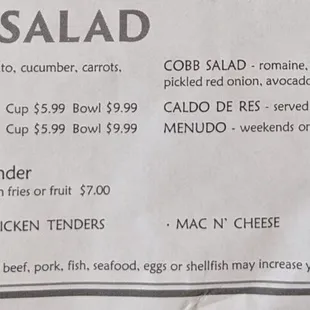 SALAD
to, cucumber, carrots.
COBB SALAD - romaine,
pickled red onion, avocado
Cup $5.99 Bowl $9.99
CALDO DE RES - served
Cup $5.99 Bowl $9.99
MENUDO - weekends on
nder
n fries or fruit $7.00
ICKEN TENDERS
· MAC N' CHEESE
beef, pork, fish, seafood, eggs or shellfish may increase y